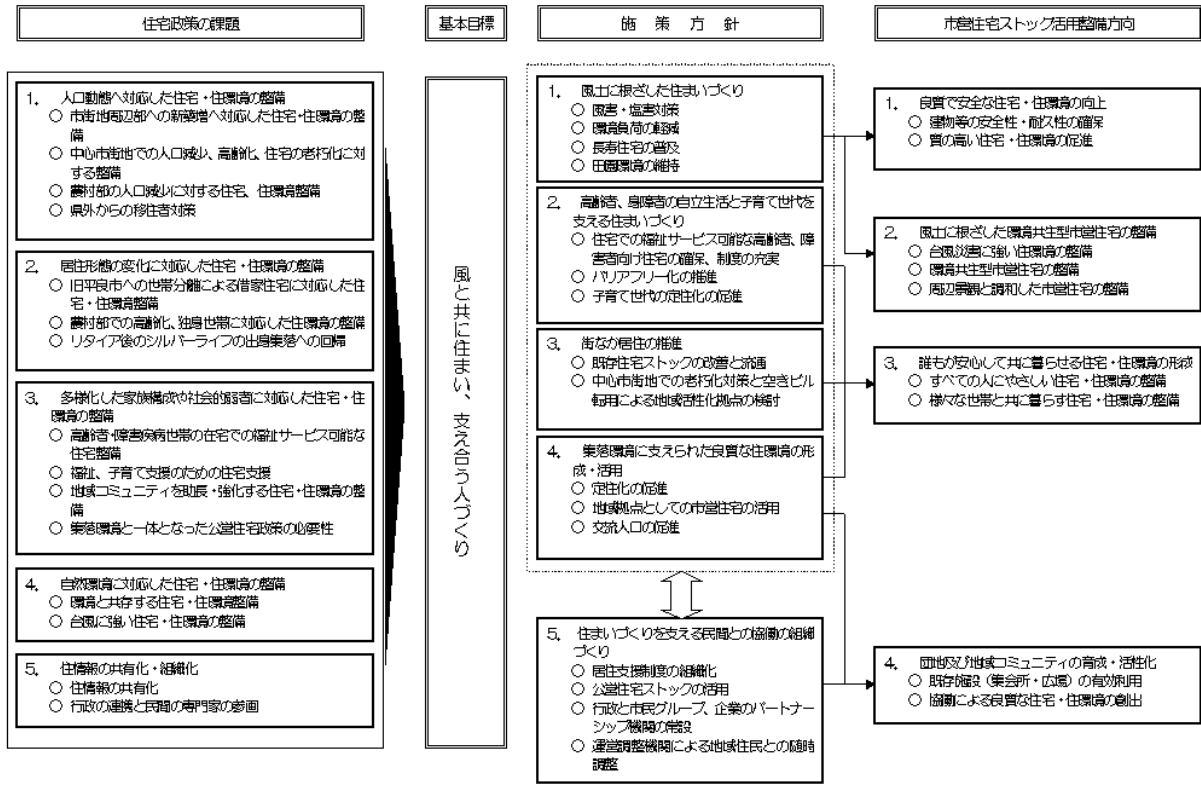 住宅政策の課題
1. 人口動態へ対応した住宅・住環境の整備
○ 市街地周辺部への新築増へ対応した住宅・住環境の整
備
○ 中心市街地での人口減少、高齢化、住宅の老朽化に対
する整備
○ 農村部の人口減少に対する住宅、住環境整備
○ 県外からの移住者対策
2. 居住形態の変化に対応した住宅・住環境の整備
○ 旧平良市への世帯分離による借家住宅に対応した住
宅・住環境整備
○ 農村部での高齢化、独身世帯に対応した住環境の整備
○ リタイア後のシルバーライフの出身集落への回帰
3. 多様化した家族構成や社会的弱者に対応した住宅・住
環境の整備
○ 高齢者・障害疾病世帯の在宅での福祉サービス可能な
住宅整備
○ 福祉、子育て支援のための住宅支援
○ 地域コミュニティを助長・強化する住宅・住環境の整
備
○ 集落環境と一体となった公営住宅政策の必要性
4. 自然環境に対応した住宅・住環境の整備
○ 環境と共存する住宅・住環境整備
○ 台風に強い住宅・住環境の整備
5. 住情報の共有化・組織化
○ 住情報の共有化
○ 行政の連携と民間の専門家の参画
基本目標
風と共に住まい、支え合う人づくり
施策方針
1. 風土に根ざした住まいづくり
○ 風害・塩害対策
○ 環境負荷の軽減
○ 長寿住宅の普及
○ 田園環境の維持
2. 高齢者、身障者の自立生活と子育て世代を
支える住まいづくり
○ 住宅での福祉サービス可能な高齢者、障
害者向け住宅の確保、制度の充実
○ バリアフリー化の推進
○ 子育て世代の定住化の促進
3. 街なか居住の推進
○ 既存住宅ストックの改善と流通
○ 中心市街地での老朽化対策と空きビル
転用による地域活性化拠点の検討
4. 集落環境に支えられた良質な住環境の形
成・活用
○ 定住化の促進
○ 地域拠点としての市営住宅の活用
○ 交流人口の促進
5. 住まいづくりを支える民間との協働の組織
づくり
○ 居住支援制度の組織化
○ 公営住宅ストックの活用
○ 行政と市民グループ、企業のパートナー
シップ機関の常設
○ 運営調整機関による地域住民との随時
調整
市営住宅ストック活用整備方向
1. 良質で安全な住宅・住環境の向上
○ 建物等の安全性・耐久性の確保
○ 質の高い住宅・住環境の促進
2. 風土に根ざした環境共生型市営住宅の整備
○ 台風災害に強い住環境の整備
○ 環境共生型市営住宅の整備
○ 周辺景観と調和した市営住宅の整備
3. 誰もが安心して共に暮らせる住宅・住環境の形成
○ すべての人にやさしい住宅・住環境の整備
○ 様々な世帯と共に暮らす住宅・住環境の整備
4. 団地及び地域コミュニティの育成・活性化
○ 既存施設（集会所・広場）の有効利用
○ 協働による良質な住宅・住環境の創出